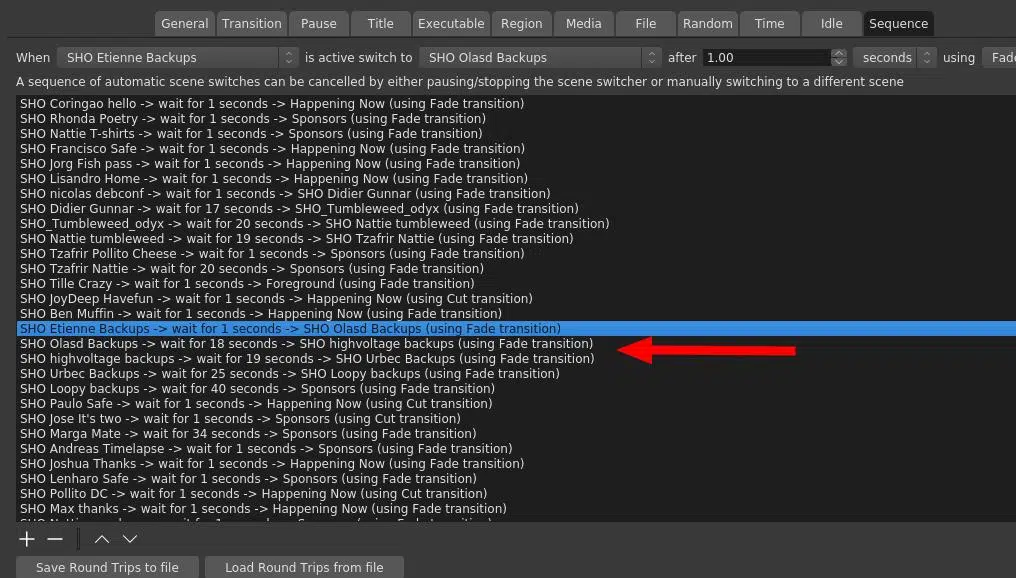 General Transition Pause Title Executable Region Media File Random Time Idle Sequence
When SHO Etienne Backups is active switch to SHO Olasd Backups after 1.00 seconds using Fade
A sequence of automatic scene switches can be cancelled by either pausing/stopping the scene switcher or manually switching to a different scene
SHO Coringao hello -> wait for 1 seconds -> Happening Now (using Fade transition)
SHO Rhonda Poetry -> wait for 1 seconds -> Sponsors (using Fade transition)
SHO Nattie T-shirts -> wait for 1 seconds -> Sponsors (using Fade transition)
SHO Francisco Safe -> wait for 1 seconds -> Happening Now (using Fade transition)
SHO Jorg Fish pass -> wait for 1 seconds -> Happening Now (using Fade transition)
SHO Lisandro Home -> wait for 1 seconds -> Happening Now (using Fade transition)
SHO nicolas debconf -> wait for 1 seconds -> SHO Didier Gunnar (using Fade transition)
SHO Didier Gunnar -> wait for 17 seconds -> SHO_Tumbleweed_odyx (using Fade transition)
SHO_Tumbleweed_odyx -> wait for 20 seconds -> SHO Nattie tumbleweed (using Fade transition)
SHO Nattie tumbleweed -> wait for 19 seconds -> SHO Tzafrir Nattie (using Fade transition)
SHO Tzafrir Pollito Cheese -> wait for 1 seconds -> Sponsors (using Fade transition)
SHO Tzafrir Nattie -> wait for 20 seconds -> Sponsors (using Fade transition)
SHO Tille Crazy -> wait for 1 seconds -> Foreground (using Fade transition)
SHO JoyDeep Havefun -> wait for 1 seconds -> Happening Now (using Cut transition)
SHO Ben Muffin -> wait for 1 seconds -> Happening Now (using Fade transition)
SHO Etienne Backups -> wait for 1 seconds -> SHO Olasd Backups (using Fade transition)
SHO Olasd Backups -> wait for 18 seconds -> SHO highvoltage backups (using Fade transition)
SHO highvoltage backups -> wait for 19 seconds -> SHO Urbec Backups (using Fade transition)
SHO Urbec Backups -> wait for 25 seconds -> SHO Loopy backups (using Fade transition)
SHO Loopy backups -> wait for 40 seconds -> Sponsors (using Fade transition)
SHO Paulo Safe -> wait for 1 seconds -> Happening Now (using Cut transition)
SHO Jose It's two -> wait for 1 seconds -> Sponsors (using Cut transition)
SHO Marga Mate -> wait for 34 seconds -> Sponsors (using Fade transition)
SHO Andreas Timelapse -> wait for 1 seconds -> Sponsors (using Fade transition)
SHO Joshua Thanks -> wait for 1 seconds -> Happening Now (using Fade transition)
SHO Lenharo Safe -> wait for 1 seconds -> Sponsors (using Fade transition)
SHO Pollito DC -> wait for 1 seconds -> Happening Now (using Cut transition)
SHO Max thanks -> wait for 1 seconds -> Happening Now (using Fade transition)
Save Round Trips to file Load Round Trips from file